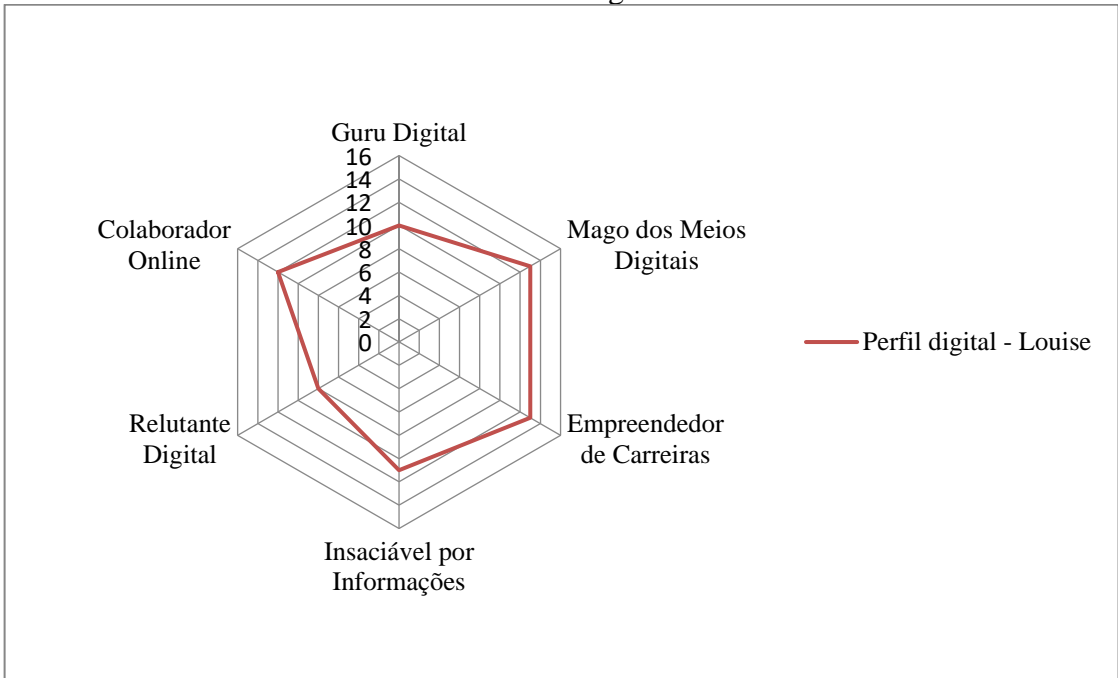 Guru Digital
16
14
12
10
8
6
4
2
0
Mago dos Meios
Digitais
Empreendedor
de Carreiras
Insaciável por
Informações
Relutante
Digital
Colaborador
Online
Perfil digital - Louise